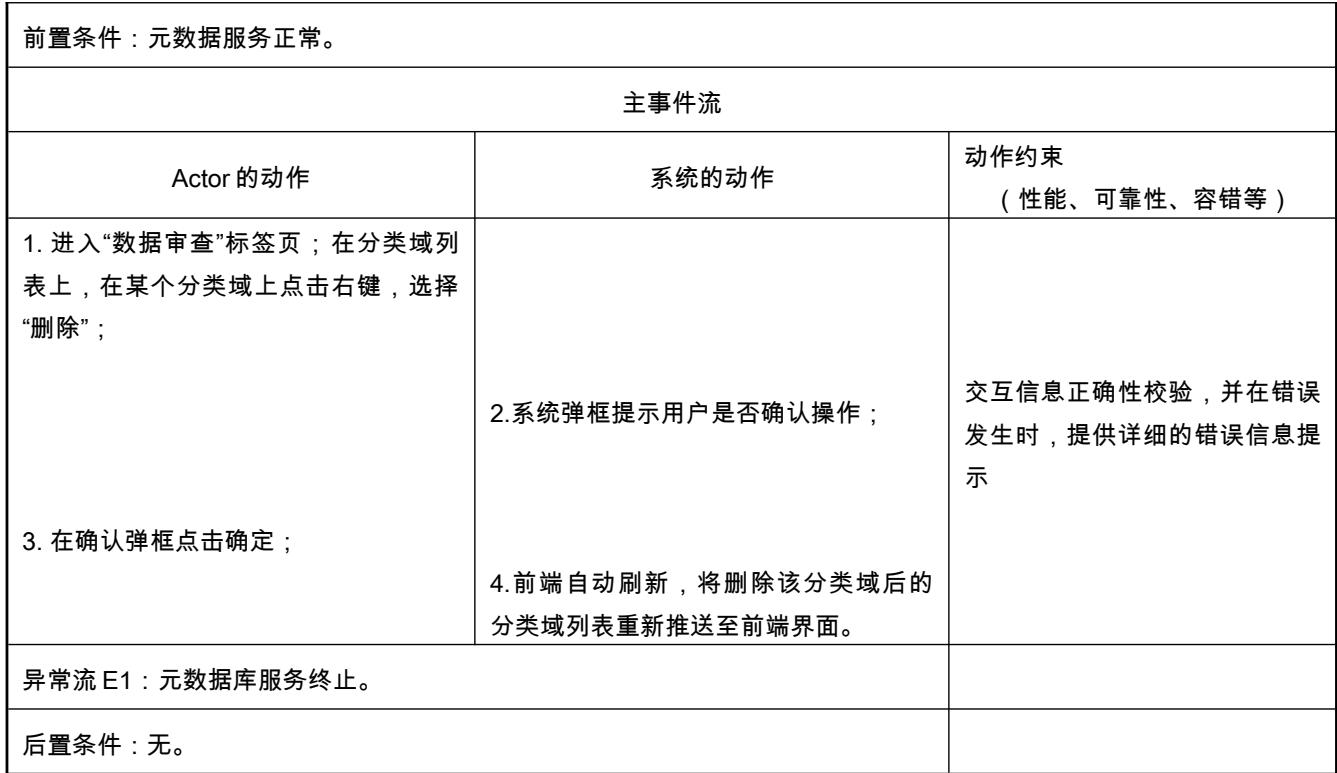 前置条件：元数据服务正常。
主事件流
Actor 的动作
系统的动作
动作约束
（性能、可靠性、容错等）
1. 进入“数据审查”标签页；在分类域列
表上，在某个分类域上点击右键，选择
“删除”；
2.系统弹框提示用户是否确认操作；
交互信息正确性校验，并在错误
发生时，提供详细的错误信息提
示
3. 在确认弹框点击确定；
4.前端自动刷新，将删除该分类域后的
分类域列表重新推送至前端界面。
异常流 E1：元数据库服务终止。
后置条件：无。